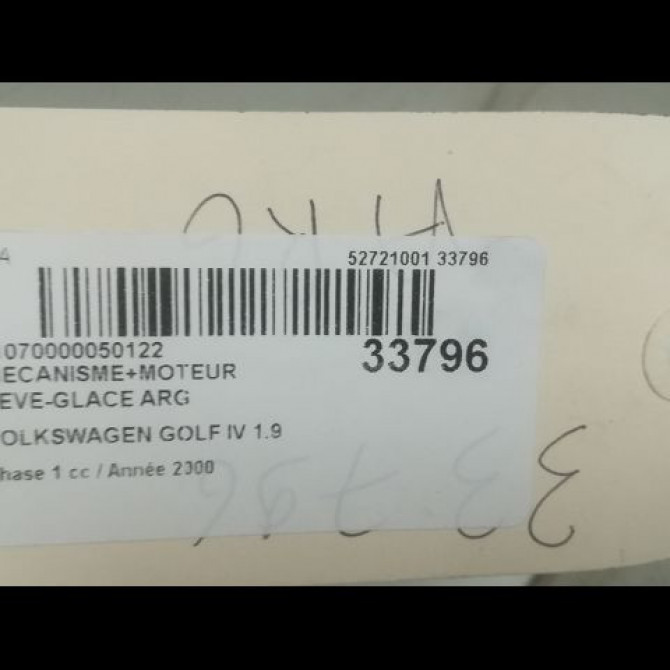 A
52721001 33796
070000050122
33796
ECANISME+MOTEUR
EVE-GLACE ARG
OLKSWAGEN GOLF IV 1.9
hase 1 cc / Année 2000
33796